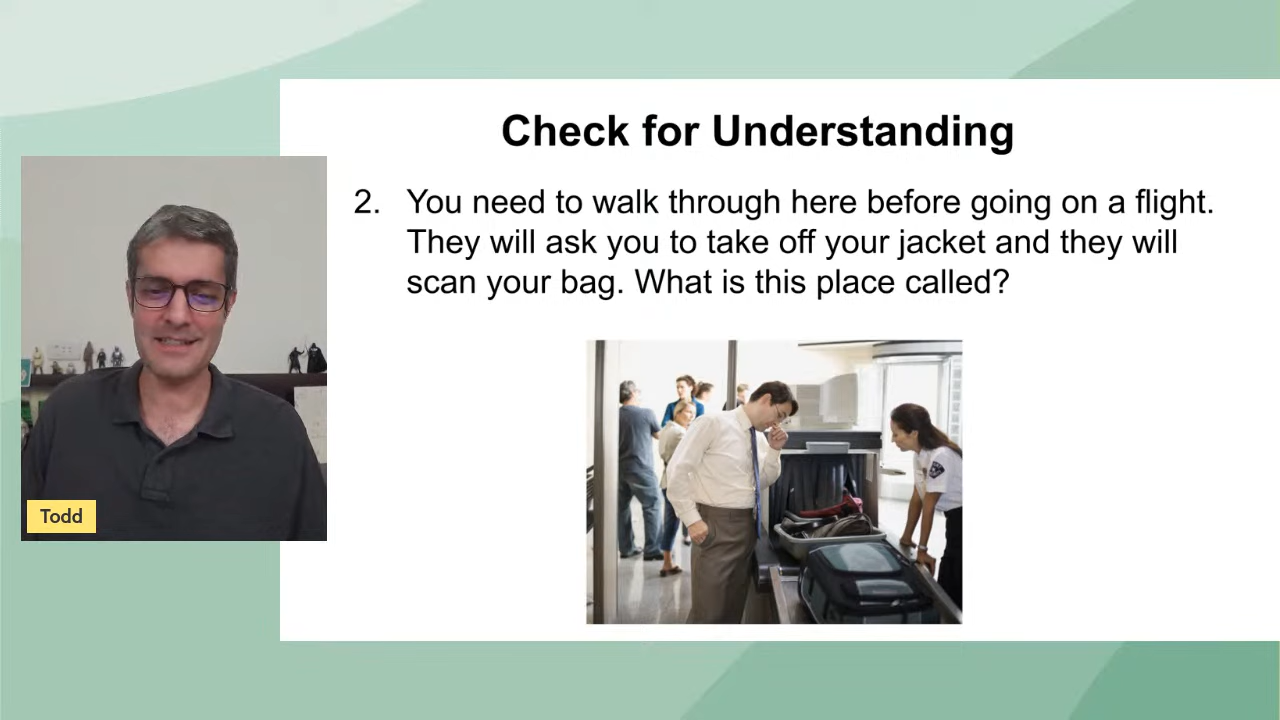 Check for Understanding
2. You need to walk through here before going on a flight.
They will ask you to take off your jacket and they will
scan your bag. What is this place called?
Todd